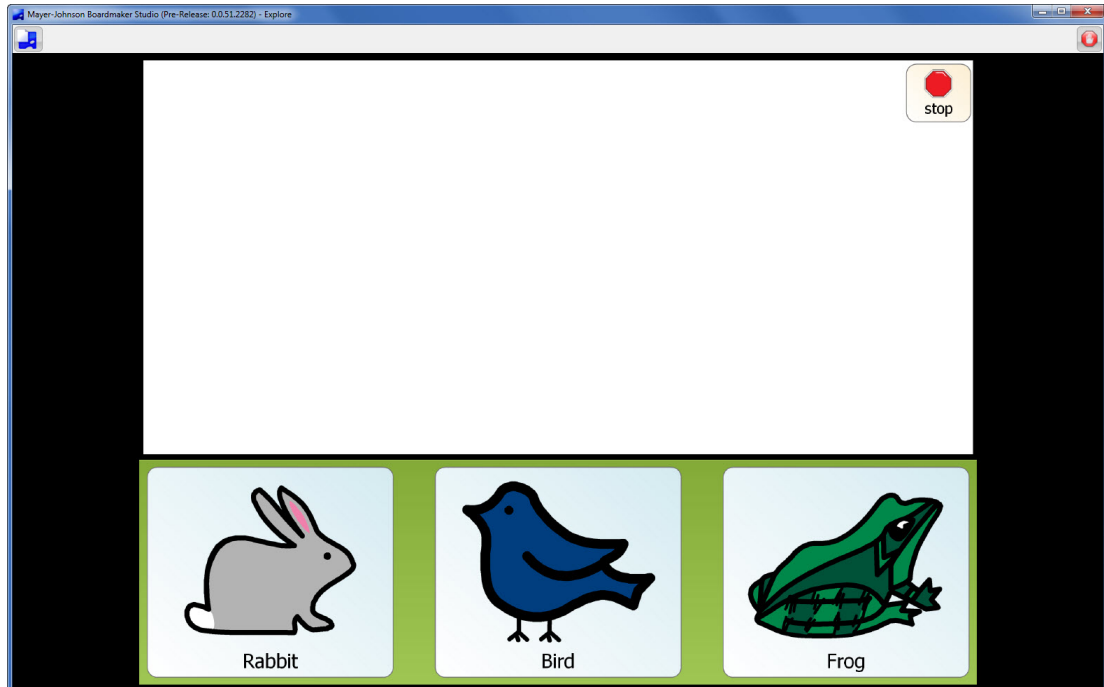 Mayer-Johnson Boardmaker Studio (Pre-Release: 0.0.51.2282) - Explore
stop
Rabbit
Bird
Frog